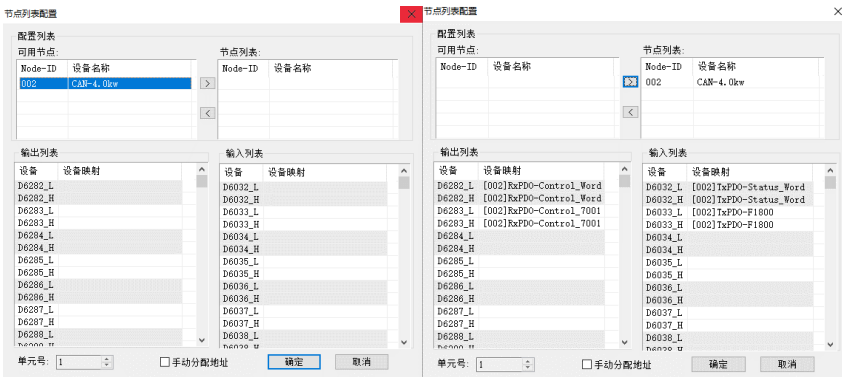 节点列表配置
配置列表
可用节点:
节点列表:
Node-ID 设备名称
Node-ID 设备名称
002 CAN-4.0kw
>
<
输出列表
输入列表
设备 设备映射
设备 设备映射
D6282_L
D6282_H
D6283_L
D6283_H
D6284_L
D6284_H
D6285_L
D6285_H
D6286_L
D6286_H
D6287_L
D6287_H
D6288_L
D6032_L
D6032_H
D6033_L
D6033_H
D6034_L
D6034_H
D6035_L
D6035_H
D6036_L
D6036_H
D6037_L
D6037_H
D6038_L
单元号: 1
手动分配地址
确定
取消
节点列表配置
配置列表
可用节点:
节点列表:
Node-ID 设备名称
Node-ID 设备名称
002 CAN-4.0kw
>
<
输出列表
输入列表
设备 设备映射
设备 设备映射
D6282_L [002]RxPDO-Control_Word
D6282_H [002]RxPDO-Control_Word
D6283_L [002]RxPDO-Control_7001
D6283_H [002]RxPDO-Control_7001
D6284_L
D6284_H
D6285_L
D6285_H
D6286_L
D6286_H
D6287_L
D6287_H
D6288_L
D6032_L [002]TxPDO-Status_Word
D6032_H [002]TxPDO-Status_Word
D6033_L [002]TxPDO-F1800
D6033_H [002]TxPDO-F1800
D6034_L
D6034_H
D6035_L
D6035_H
D6036_L
D6036_H
D6037_L
D6037_H
D6038_L
单元号: 1
手动分配地址
确定
取消